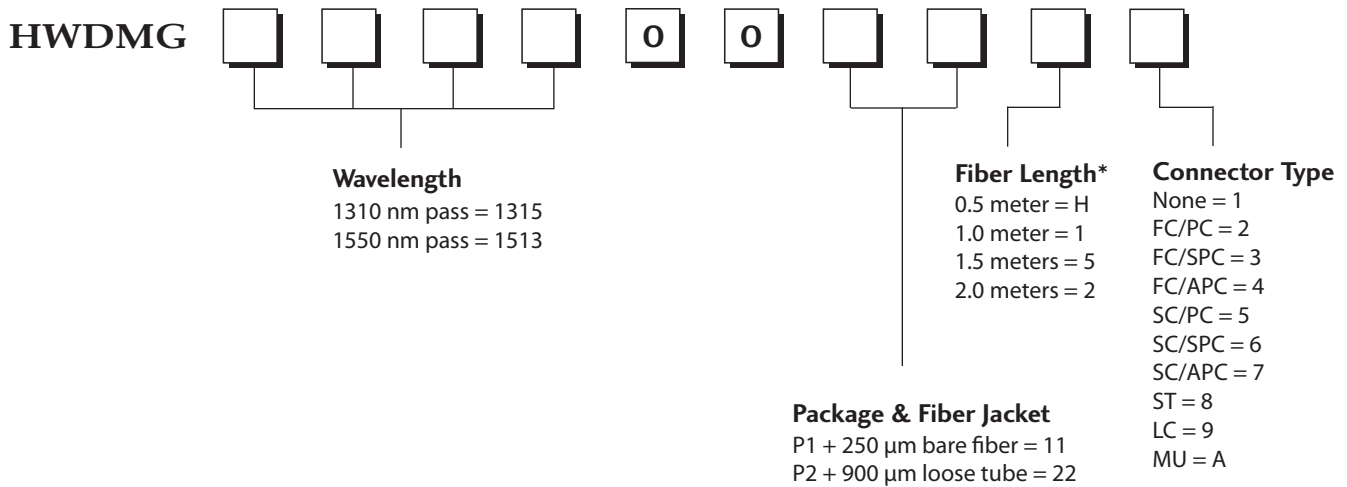 HWDMG 0 0
Wavelength
1310 nm pass = 1315
1550 nm pass = 1513
Package & Fiber Jacket
P1 + 250 µm bare fiber = 11
P2 + 900 µm loose tube = 22
Fiber Length*
0.5 meter = H
1.0 meter = 1
1.5 meters = 5
2.0 meters = 2
Connector Type
None = 1
FC/PC = 2
FC/SPC = 3
FC/APC = 4
SC/PC = 5
SC/SPC = 6
SC/APC = 7
ST = 8
LC = 9
MU = A